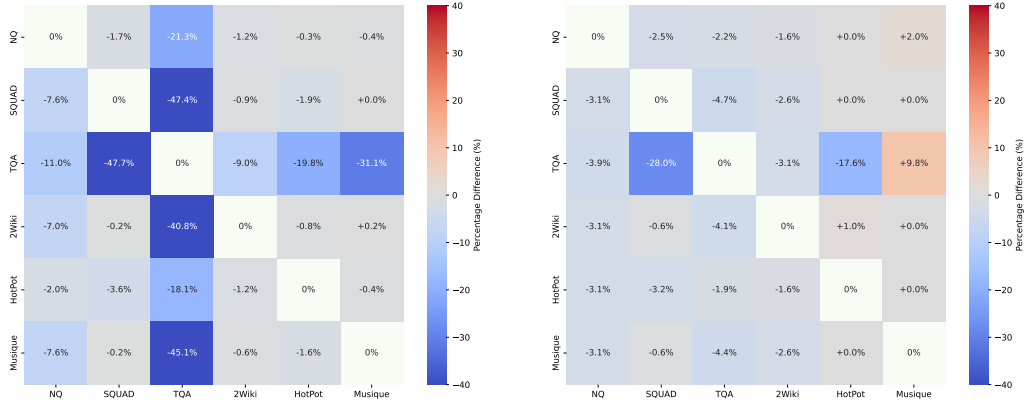 NQ 0% -1.7% -21.3% -1.2% -0.3% -0.4%
SQUAD -7.6% 0% -47.4% -0.9% -1.9% +0.0%
TQA -11.0% -47.7% 0% -9.0% -19.8% -31.1%
2Wiki -7.0% -0.2% -40.8% 0% -0.8% +0.2%
HotPot -2.0% -3.6% -18.1% -1.2% 0% -0.4%
Musique -7.6% -0.2% -45.1% -0.6% -1.6% 0%
NQ SQUAD TQA 2Wiki HotPot Musique
40
30
20
10
0
−10
−20
−30
−40
Percentage Difference (%)
NQ 0% -2.5% -2.2% -1.6% +0.0% +2.0%
SQUAD -3.1% 0% -4.7% -2.6% +0.0% +0.0%
TQA -3.9% -28.0% 0% -3.1% -17.6% +9.8%
2Wiki -3.1% -0.6% -4.1% 0% +1.0% +0.0%
HotPot -3.1% -3.2% -1.9% -1.6% 0% +0.0%
Musique -3.1% -0.6% -4.4% -2.6% +0.0% 0%
NQ SQUAD TQA 2Wiki HotPot Musique
40
30
20
10
0
−10
−20
−30
−40
Percentage Difference (%)